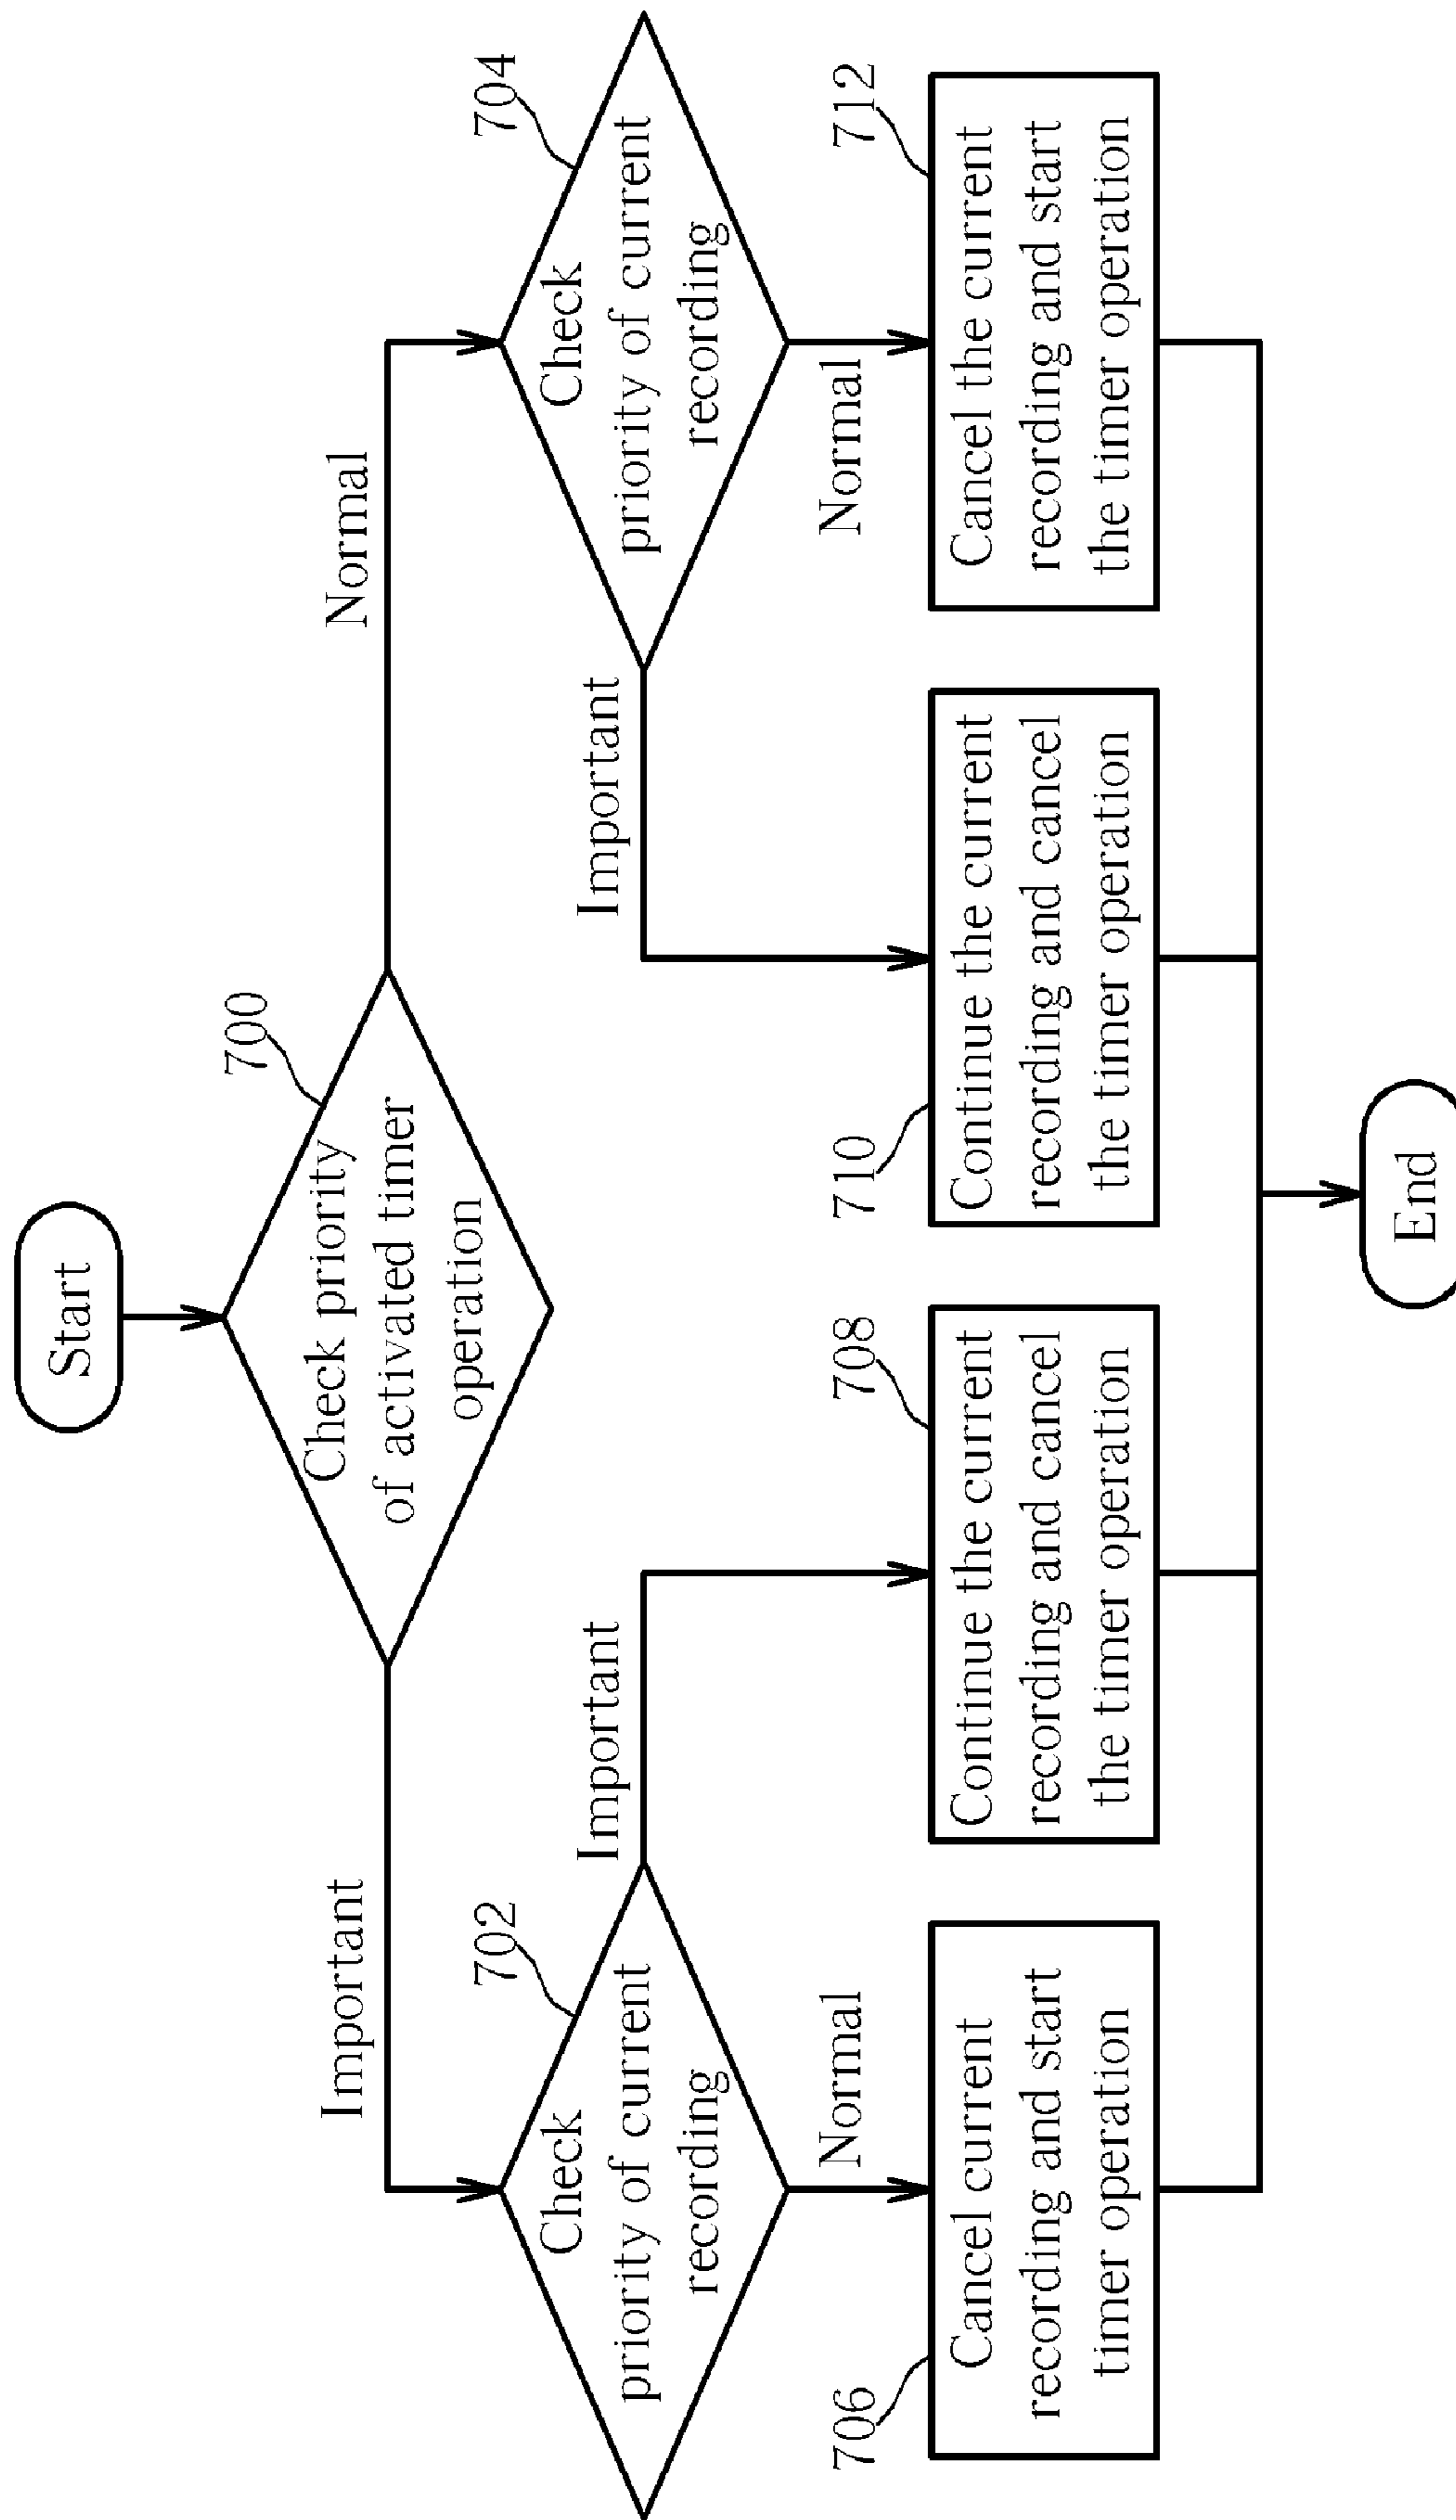 Start
700
Check priority
of activated timer
operation
Important
Normal
702
Check
priority of current
recording
704
Check
priority of current
recording
Important
Important
Normal
Normal
706
Cancel current
recording and start
timer operation
708
Continue the current
recording and cancel
the timer operation
710
Continue the current
recording and cancel
the timer operation
712
Cancel the current
recording and start
the timer operation
End